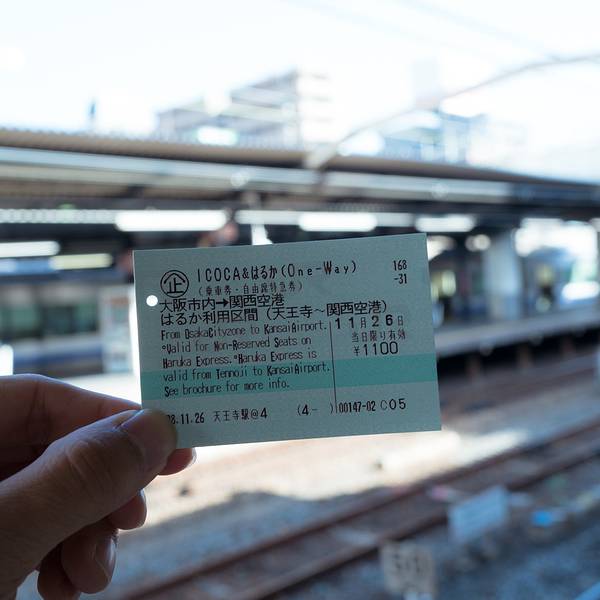 企 ICOCA&はるか(One-Way) 168
(乗車券・自由席特急券) -31
大阪市内→関西空港
はるか利用区間(天王寺～関西空港)
From OsakaCityzone to KansaiAirport. 11月26日
*Valid for Non-Reserved Seats on 当日限り有効
Haruka Express.*Haruka Express is ¥1100
valid from Tennoji to KansaiAirport.
See brochure for more info.
8.11.26 天王寺駅@4 (4- ) 00147-02 C05